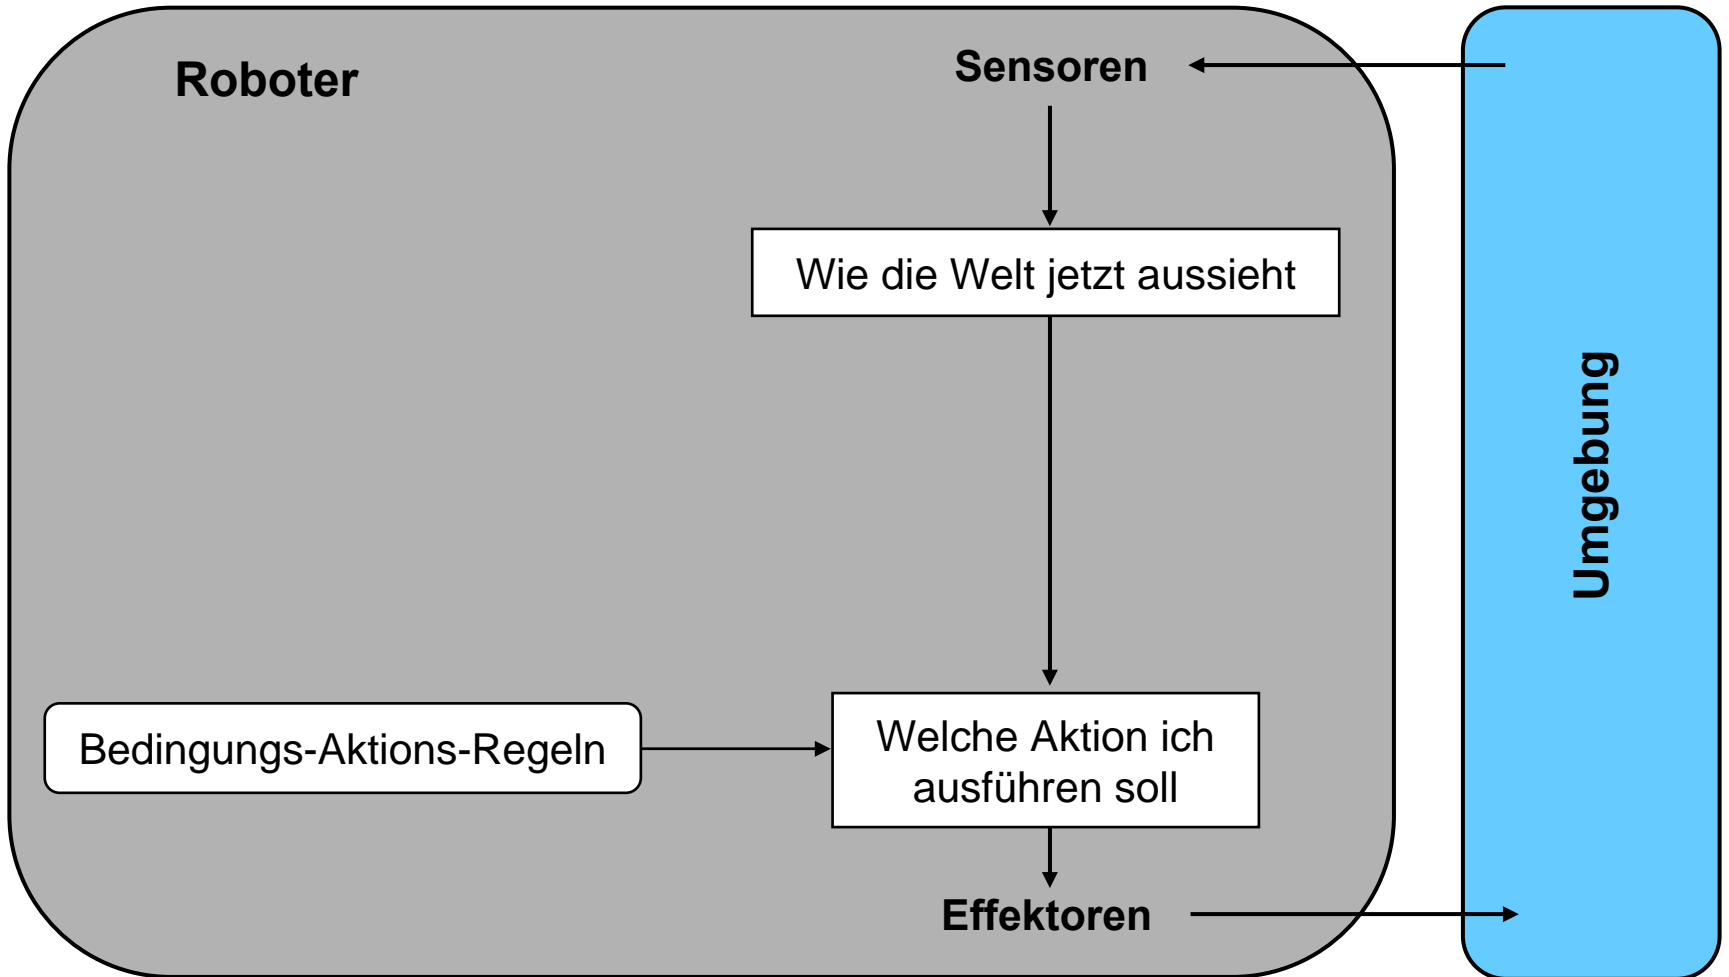 Roboter
Sensoren
Wie die Welt jetzt aussieht
Umgebung
Bedingungs-Aktions-Regeln
Welche Aktion ich
ausführen soll
Effektoren